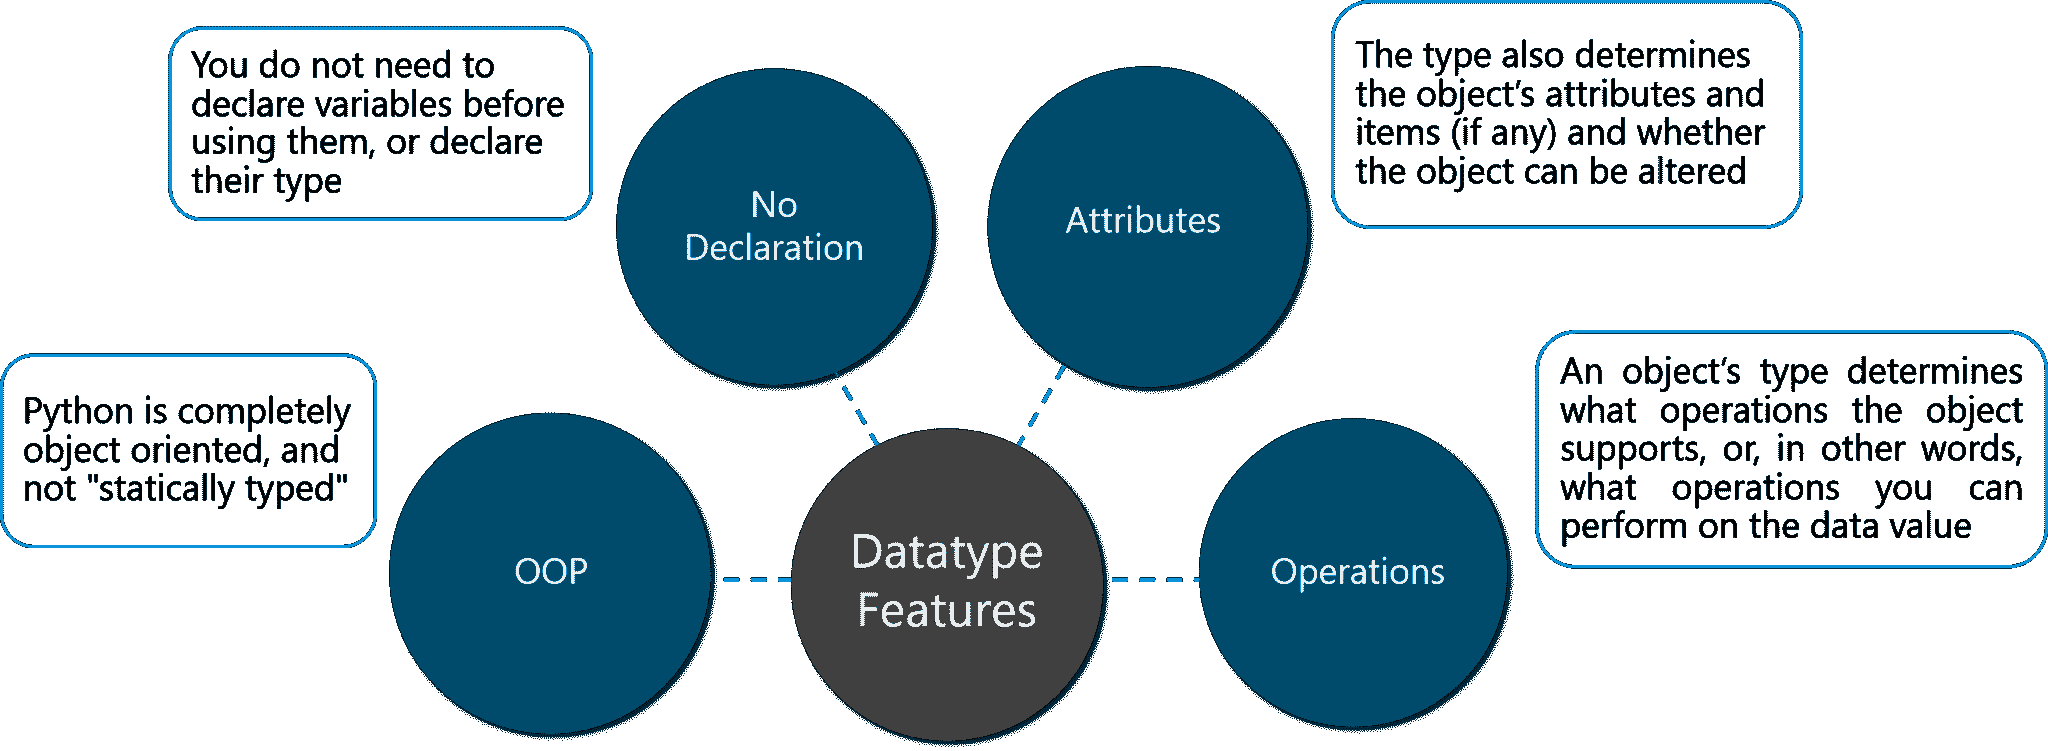 You do not need to
declare variables before
using them, or declare
their type
No
Declaration
Attributes
The type also determines
the object’s attributes and
items (if any) and whether
the object can be altered
Python is completely
object oriented, and
not "statically typed"
OOP
Datatype
Features
Operations
An object’s type determines
what operations the object
supports, or, in other words,
what operations you can
perform on the data value